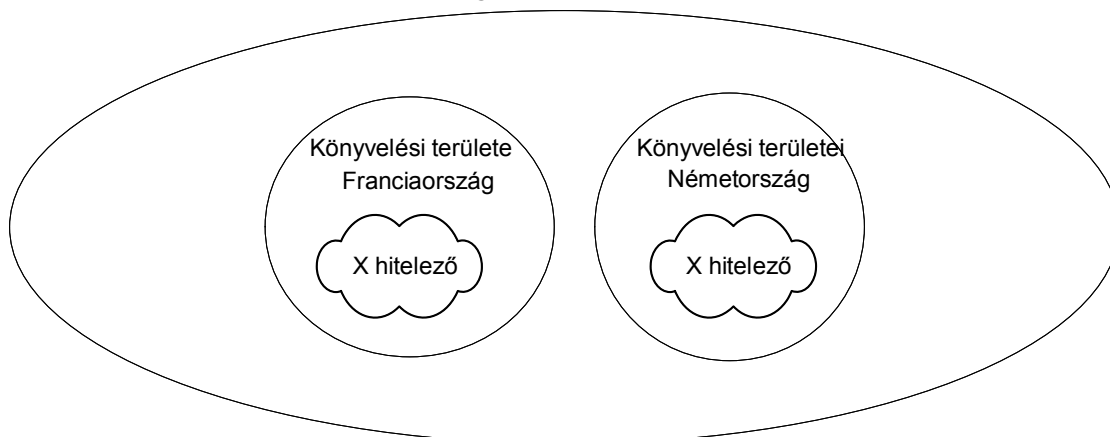 Könyvelési területe
Franciaország
X hitelező
Könyvelési területei
Németország
X hitelező